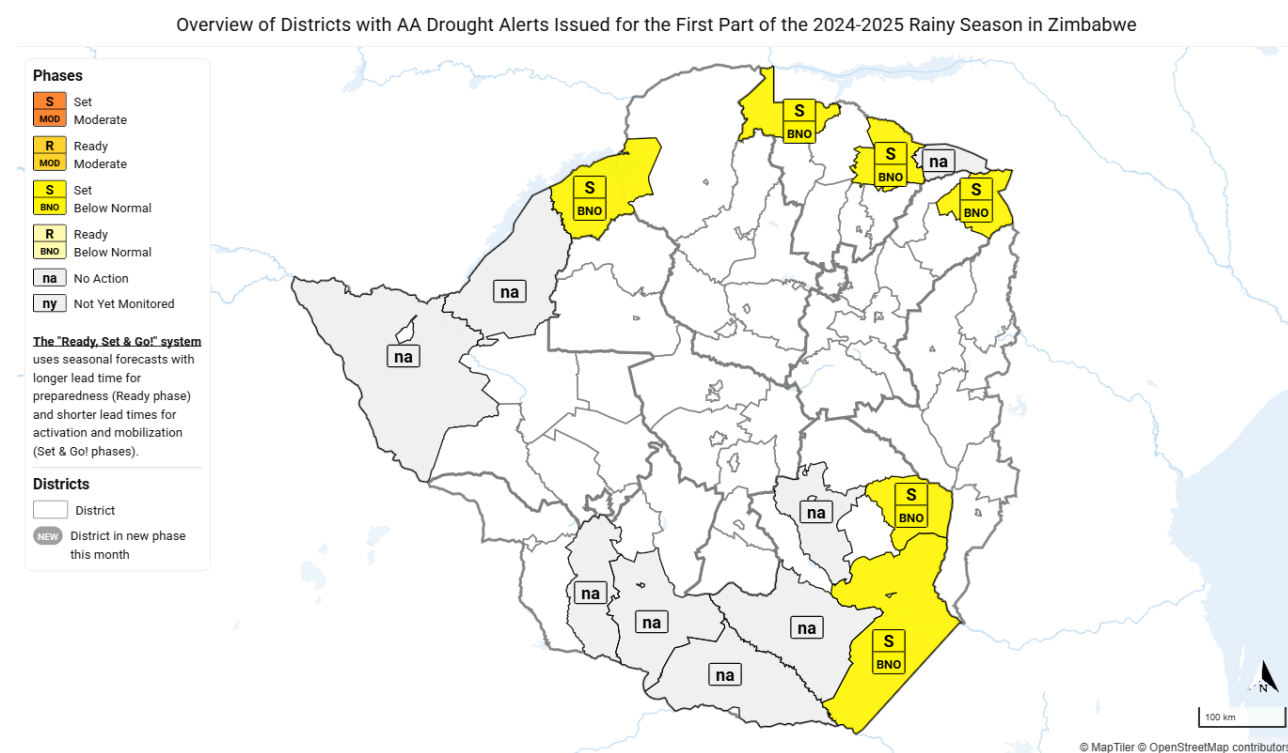 Overview of Districts with AA Drought Alerts Issued for the First Part of the 2024-2025 Rainy Season in Zimbabwe
Phases
S
MOD
Set
Moderate
R
MOD
Ready
Moderate
S
BNO
Set
Below Normal
R
BNO
Ready
Below Normal
na
No Action
ny
Not Yet Monitored
The "Ready, Set & Go!" system
uses seasonal forecasts with
longer lead time for
preparedness (Ready phase)
and shorter lead times for
activation and mobilization
(Set & Go! phases).
Districts
District
NEW
District in new phase
this month
S
BNO
S
BNO
na
S
BNO
S
BNO
na
na
S
BNO
na
na
na
na
S
BNO
na
N
100 km
© MapTiler © OpenStreetMap contributor